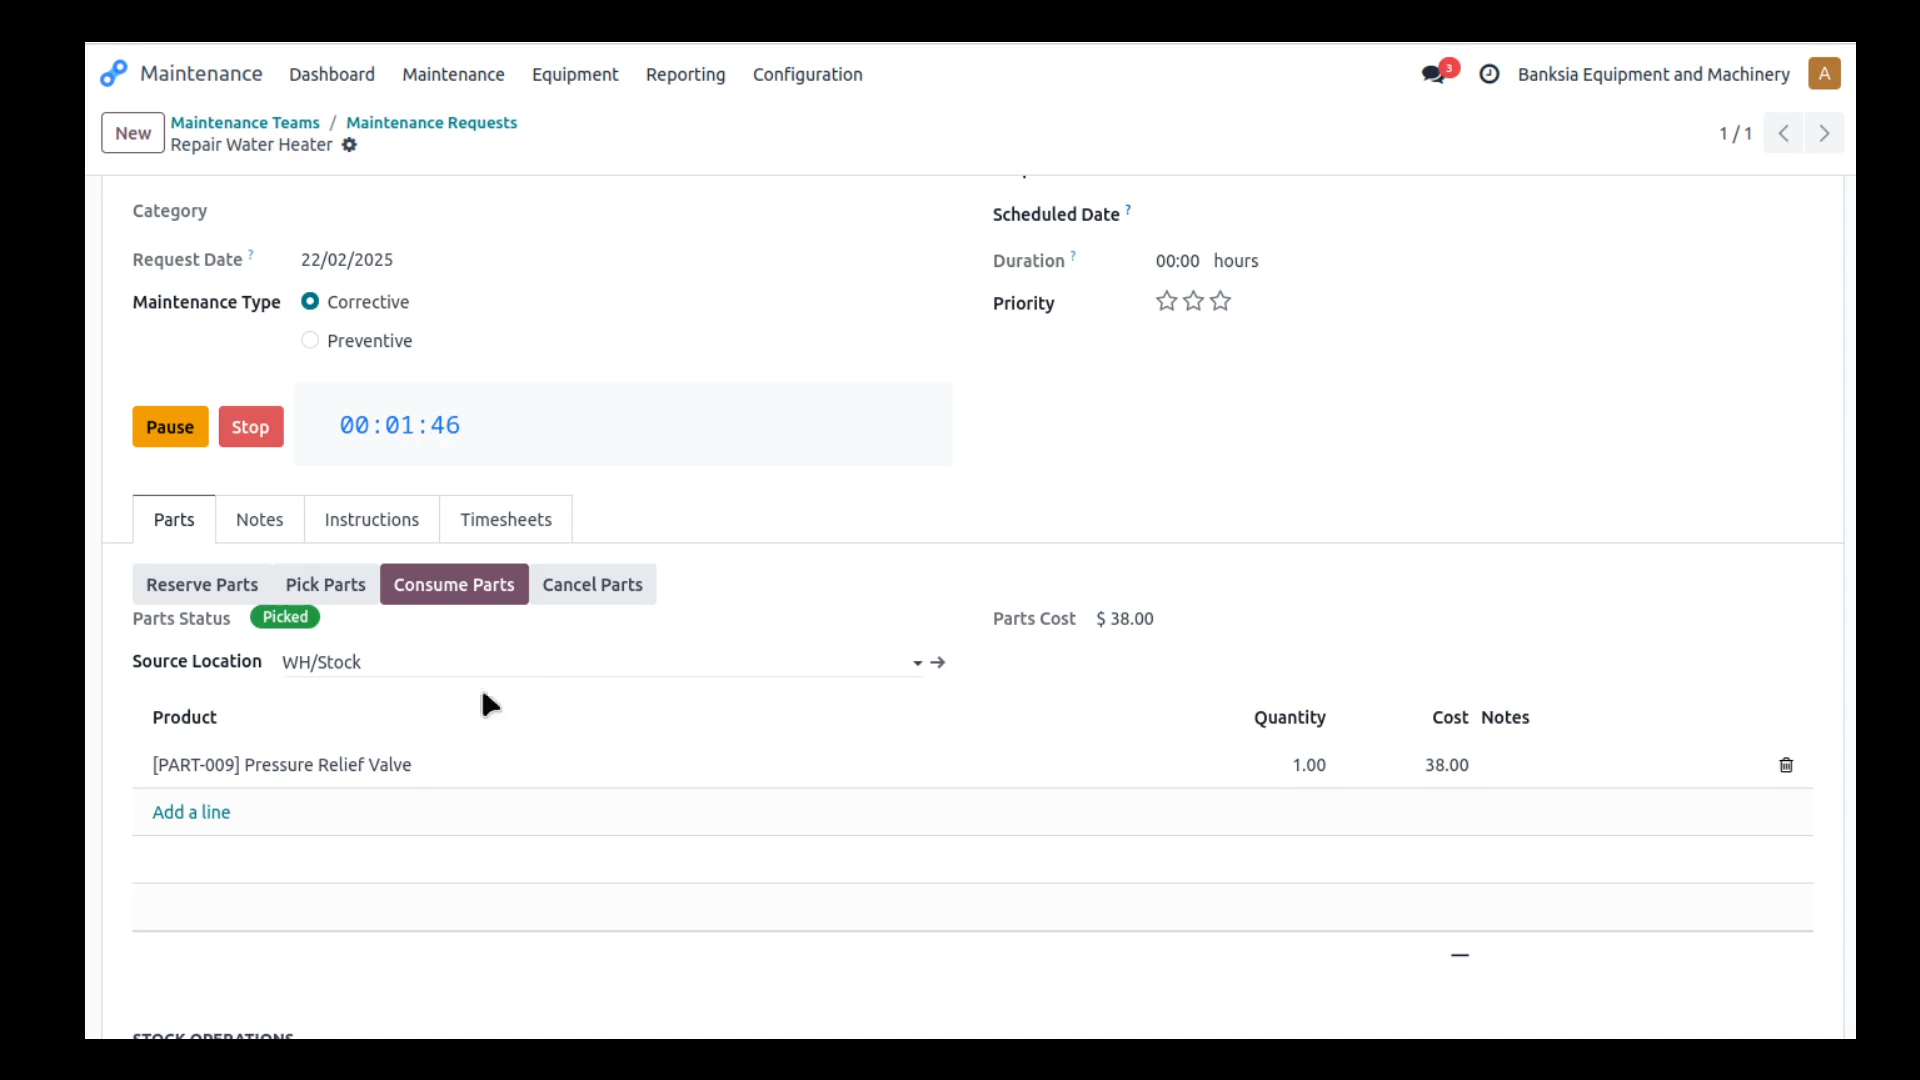 Maintenance Dashboard Maintenance Equipment Reporting Configuration 3 Banksia Equipment and Machinery A
New Maintenance Teams / Maintenance Requests
Repair Water Heater
1 / 1
Category
Scheduled Date ?
Request Date ? 22/02/2025
Duration ? 00:00 hours
Maintenance Type Corrective
Priority
Preventive
Pause Stop 00:01:46
Parts Notes Instructions Timesheets
Reserve Parts Pick Parts Consume Parts Cancel Parts
Parts Status Picked
Parts Cost $ 38.00
Source Location WH/Stock
Product Quantity Cost Notes
[PART-009] Pressure Relief Valve 1.00 38.00
Add a line
STOCK OPERATIONS